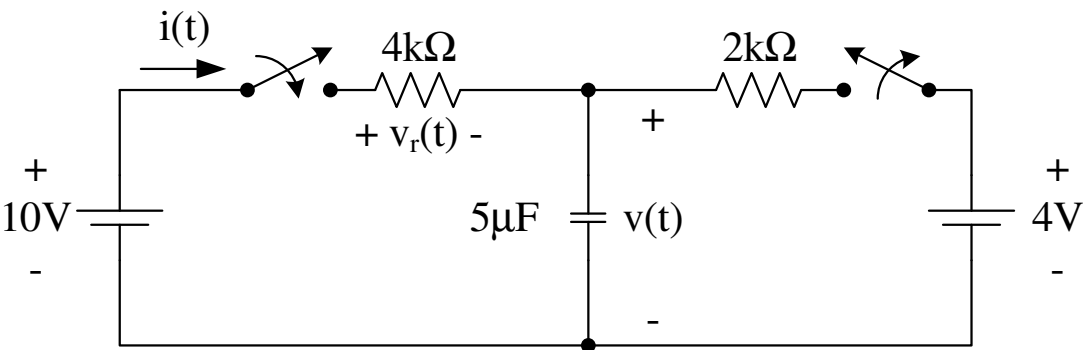 i(t)
4kΩ
2kΩ
+ v_r(t) -
+
+
10V
-
5μF
v(t)
+
4V
-
-